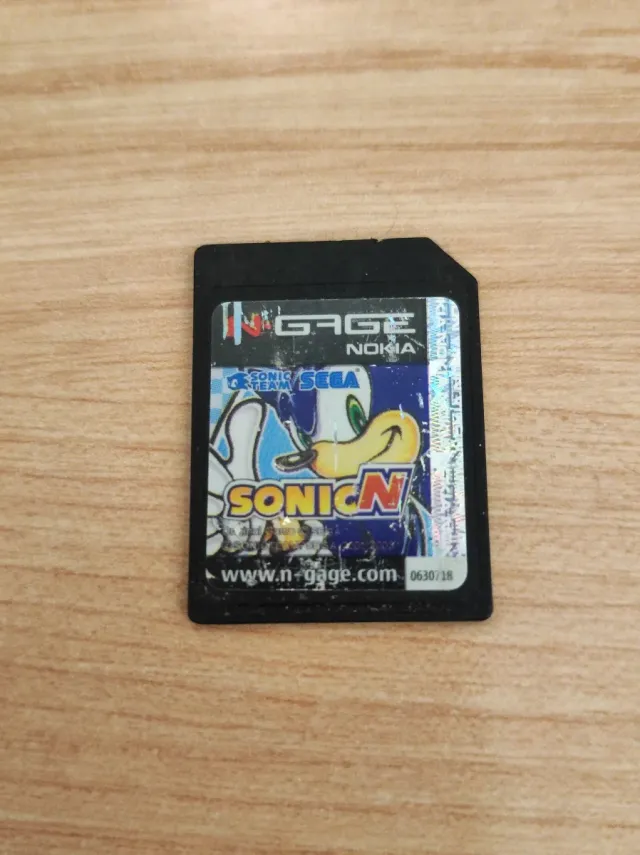 N-GAGE
NOKIA
SONIC TEAM SEGA
SONIC N
www.n-gage.com 0630718